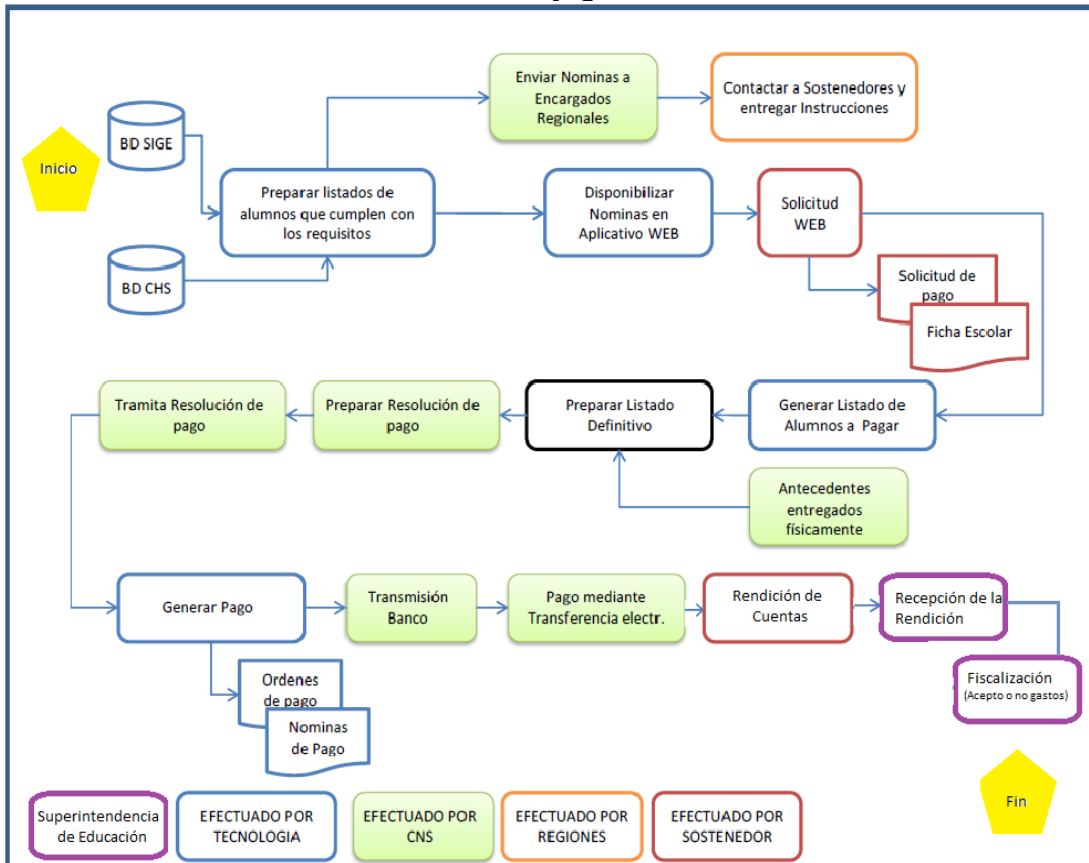 Enviar Nominas a
Encargados
Regionales
Contactar a Sostenedores y
entregar Instrucciones
Inicio
BD SIGE
Preparar listados de
alumnos que cumplen con
los requisitos
Disponibilizar
Nominas en
Aplicativo WEB
Solicitud
WEB
BD CHS
Solicitud de
pago
Ficha Escolar
Tramita Resolución de
pago
Preparar Resolución de
pago
Preparar Listado
Definitivo
Generar Listado de
Alumnos a Pagar
Antecedentes
entregados
físicamente
Generar Pago
Transmisión
Banco
Pago mediante
Transferencia electr.
Rendición de
Cuentas
Recepción de la
Rendición
Fiscalización
(Acepto o no gastos)
Ordenes
de pago
Nominas
de Pago
Fin
Superintendencia
de Educación
EFECTUADO POR
TECNOLOGIA
EFECTUADO POR
CNS
EFECTUADO POR
REGIONES
EFECTUADO POR
SOSTENEDOR